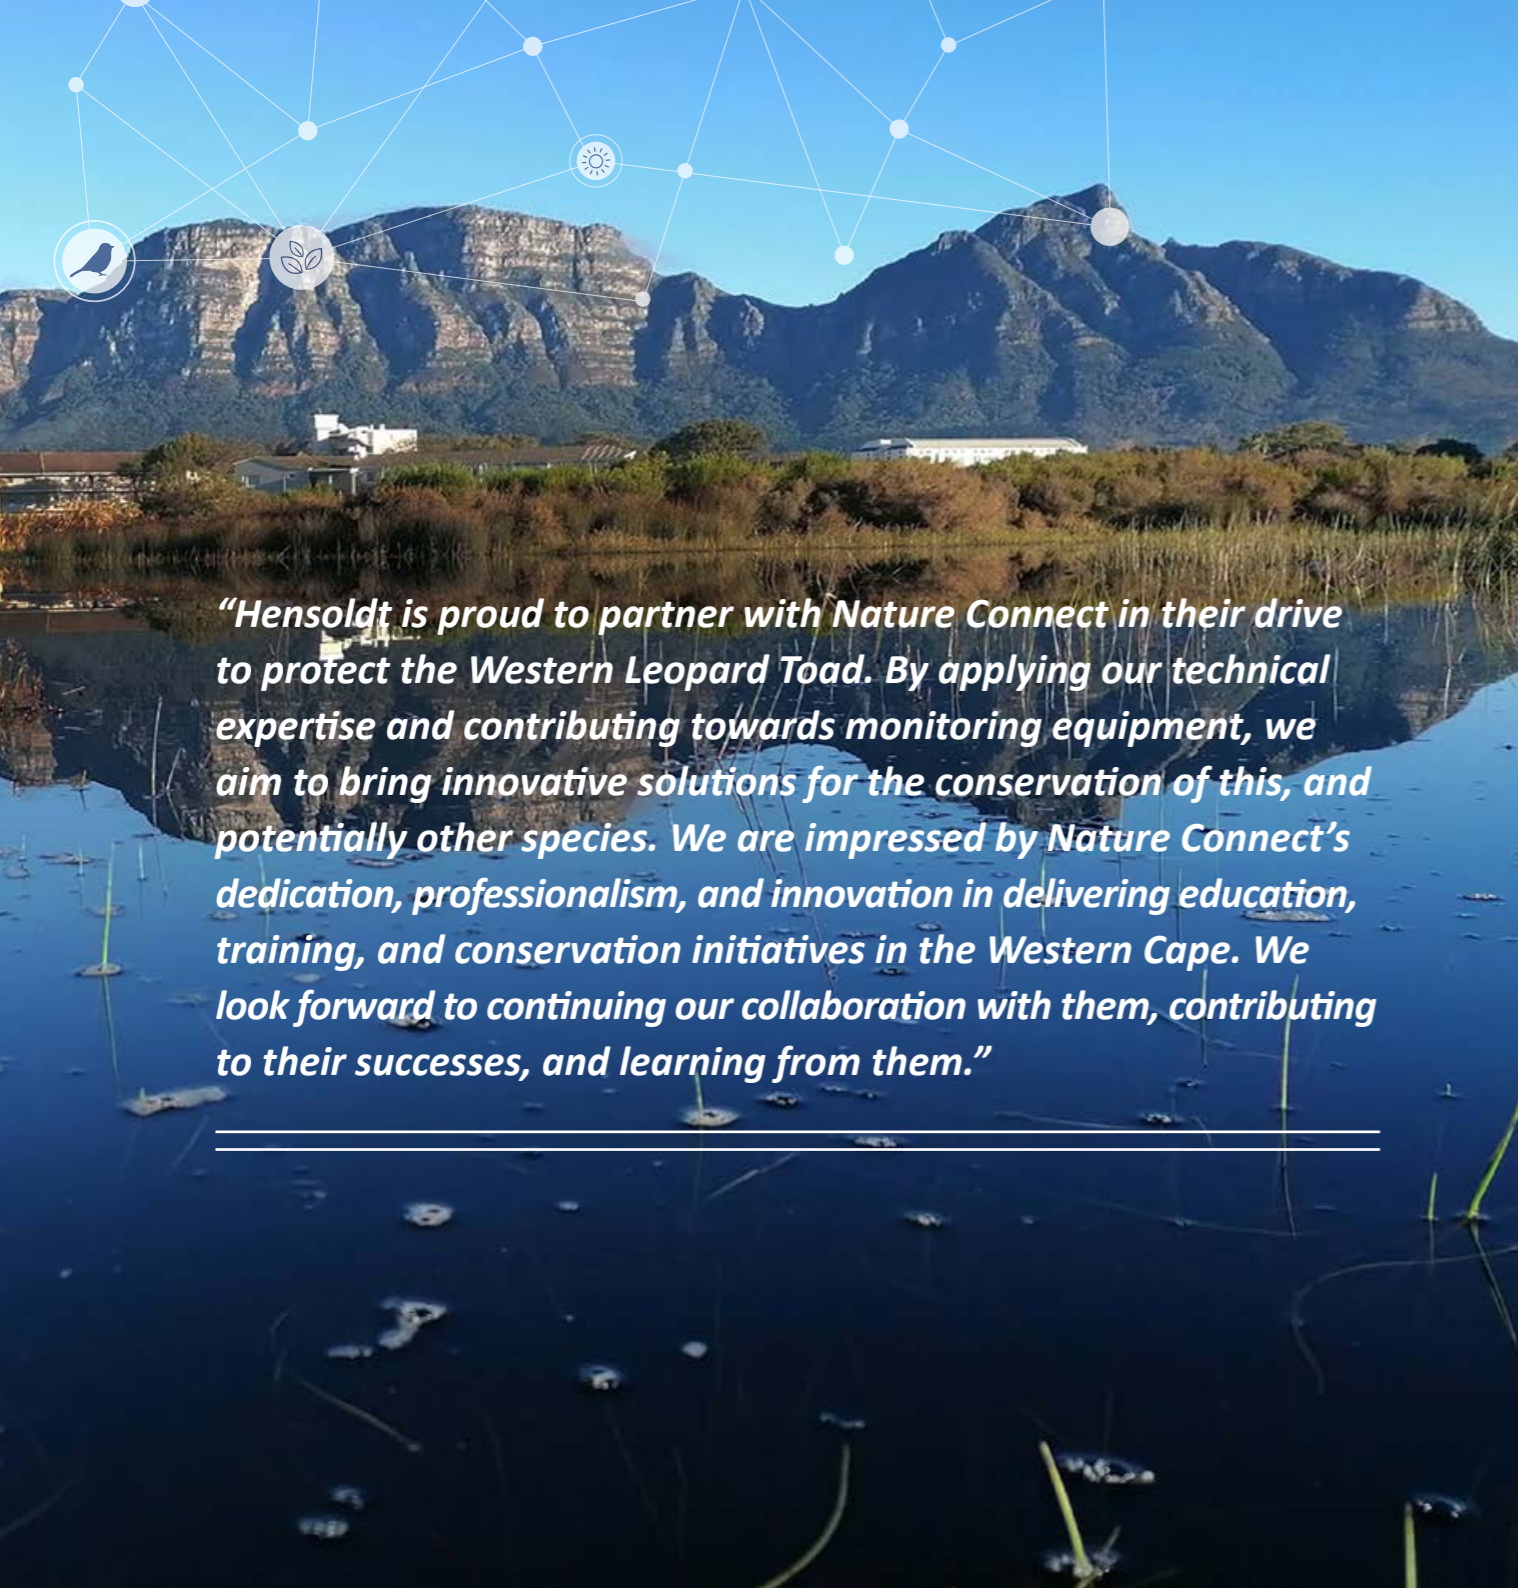 “Hensoldt is proud to partner with Nature Connect in their drive
to protect the Western Leopard Toad. By applying our technical
expertise and contributing towards monitoring equipment, we
aim to bring innovative solutions for the conservation of this, and
potentially other species. We are impressed by Nature Connect’s
dedication, professionalism, and innovation in delivering education,
training, and conservation initiatives in the Western Cape. We
look forward to continuing our collaboration with them, contributing
to their successes, and learning from them.”